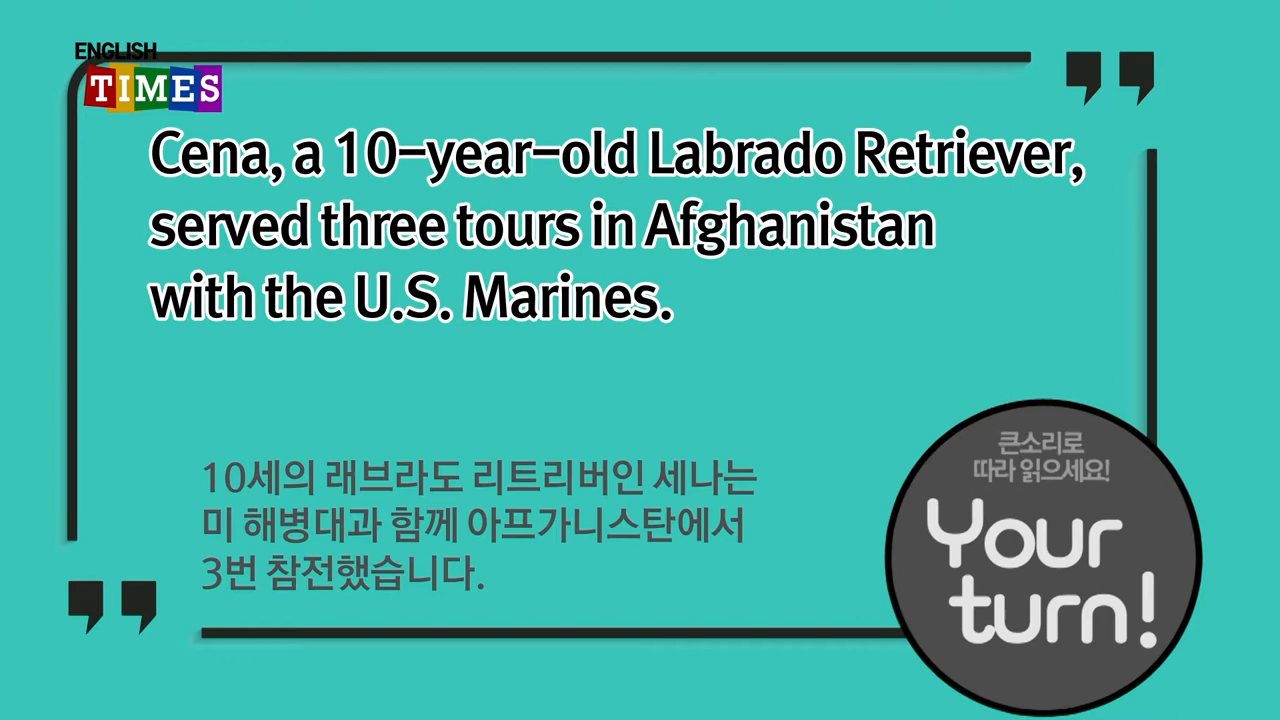 ENGLISH
TIMES
Cena, a 10-year-old Labrado Retriever,
served three tours in Afghanistan
with the U.S. Marines.
10세의 래브라도 리트리버인 세나는
미 해병대과 함께 아프가니스탄에서
3번 참전했습니다.
큰소리로
따라 읽으세요!
Your
turn!